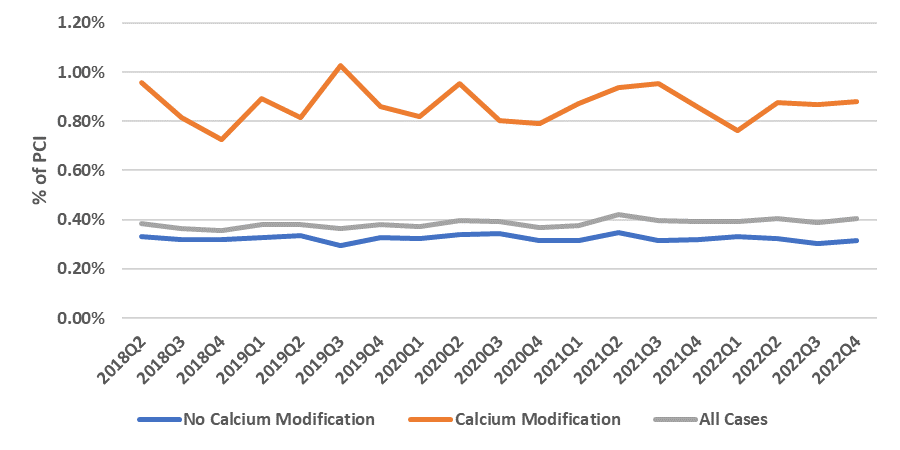 1.20%
1.00%
0.80%
0.60%
0.40%
0.20%
0.00%
% of PCI
2018Q2
2018Q3
2018Q4
2019Q1
2019Q2
2019Q3
2019Q4
2020Q1
2020Q2
2020Q3
2020Q4
2021Q1
2021Q2
2021Q3
2021Q4
2022Q1
2022Q2
2022Q3
2022Q4
No Calcium Modification
Calcium Modification
All Cases